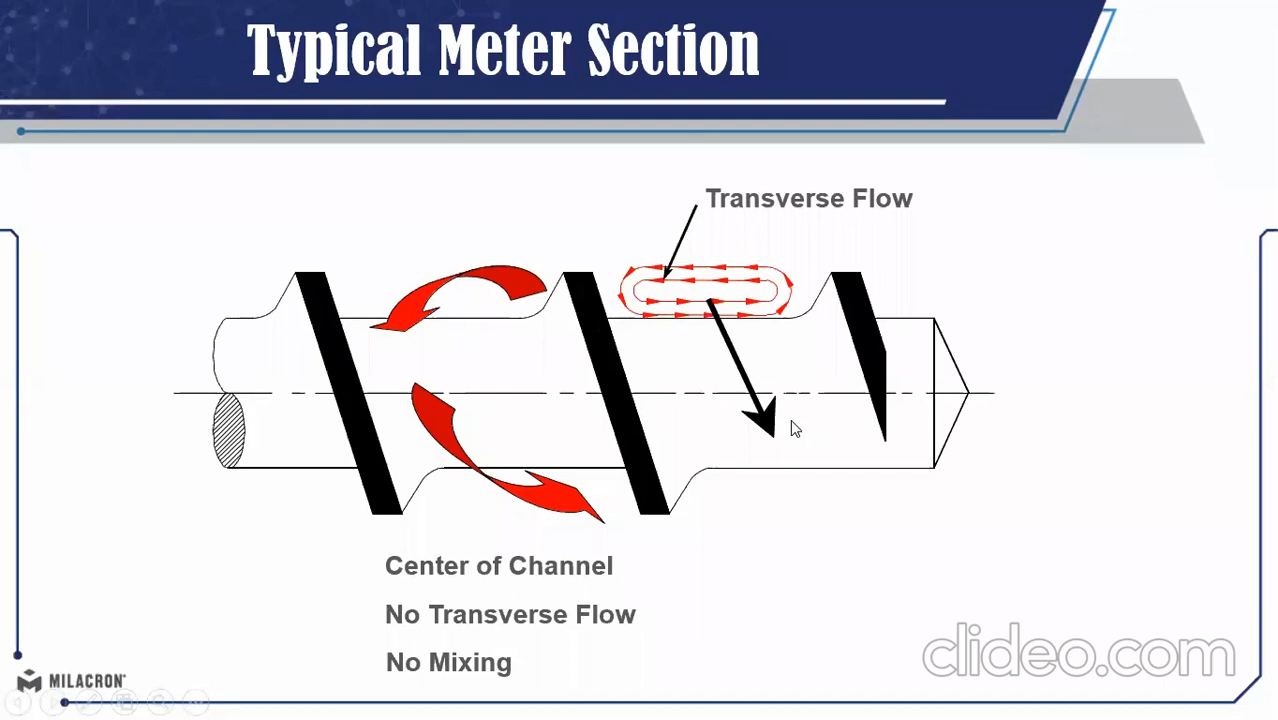 Typical Meter Section
Transverse Flow
Center of Channel
No Transverse Flow
No Mixing
MILACRON
clideo.com